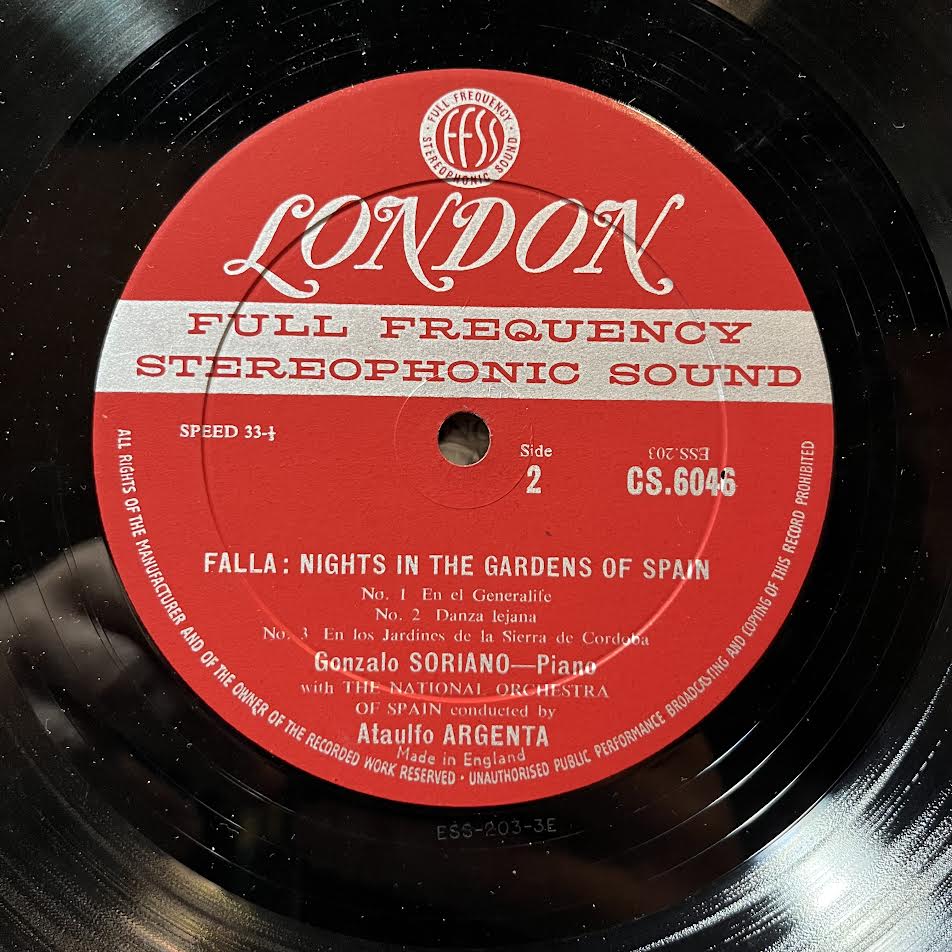 FULL FREQUENCY
FFSS
STEREOPHONIC SOUND
LONDON
FULL FREQUENCY
STEREOPHONIC SOUND
SPEED 33-⅓
Side
2
ESS.203
CS.6046
FALLA: NIGHTS IN THE GARDENS OF SPAIN
No. 1 En el Generalife
No. 2 Danza lejana
No. 3 En los Jardines de la Sierra de Cordoba
Gonzalo SORIANO—Piano
with THE NATIONAL ORCHESTRA
OF SPAIN conducted by
Ataulfo ARGENTA
Made in England
ALL RIGHTS OF THE MANUFACTURER AND OF THE OWNER OF THE RECORDED WORK RESERVED · UNAUTHORISED PUBLIC PERFORMANCE BROADCASTING AND COPYING OF THIS RECORD PROHIBITED
ESS-203-3E